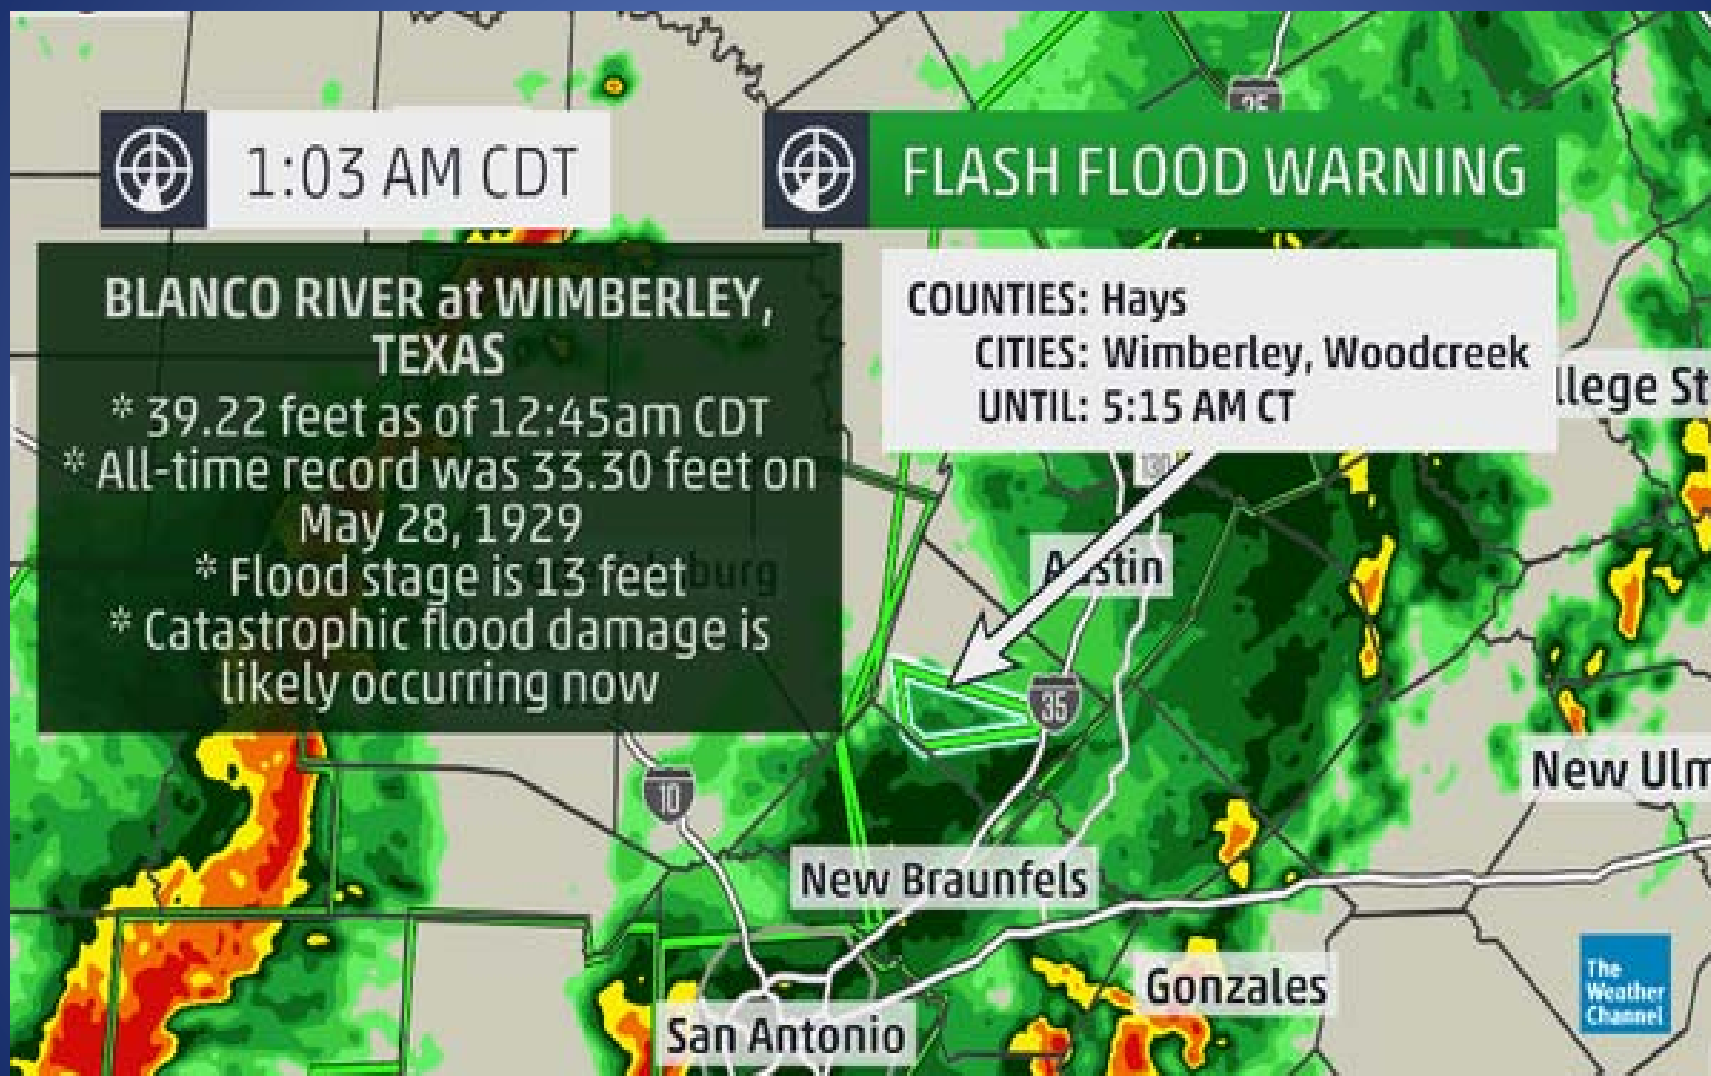 1:03 AM CDT
FLASH FLOOD WARNING
BLANCO RIVER at WIMBERLEY,
TEXAS
* 39.22 feet as of 12:45am CDT
* All-time record was 33.30 feet on
May 28, 1929
* Flood stage is 13 feet
* Catastrophic flood damage is
likely occurring now
COUNTIES: Hays
CITIES: Wimberley, Woodcreek
UNTIL: 5:15 AM CT
llege St
burg
Austin
35
10
New Ulm
New Braunfels
Gonzales
San Antonio
The
Weather
Channel